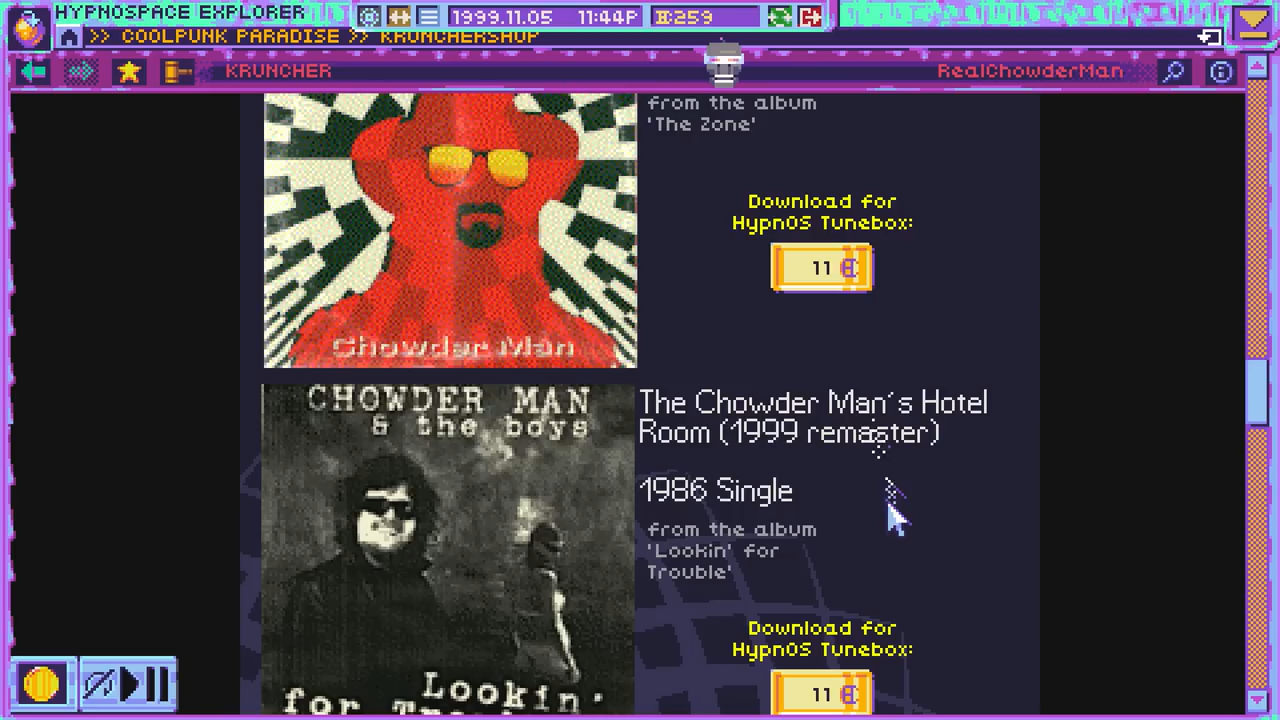 HYPNOSPACE EXPLORER
1999.11.05 11:44P
259
>> COOLPUNK PARADISE >> KRUNCHERSHOP
KRUNCHER
RealChowderMan
from the album
'The Zone'
Download for
HypnOS Tunebox:
11
Chowder Man
CHOWDER MAN
& the boys
Lookin'
for
The Chowder Man's Hotel
Room (1999 remaster)
1986 Single
from the album
'Lookin' for
Trouble'
Download for
HypnOS Tunebox:
11